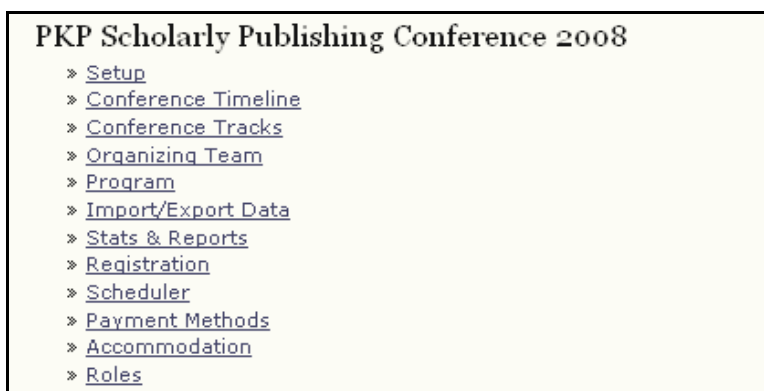 PKP Scholarly Publishing Conference 2008
» Setup
» Conference Timeline
» Conference Tracks
» Organizing Team
» Program
» Import/Export Data
» Stats & Reports
» Registration
» Scheduler
» Payment Methods
» Accommodation
» Roles